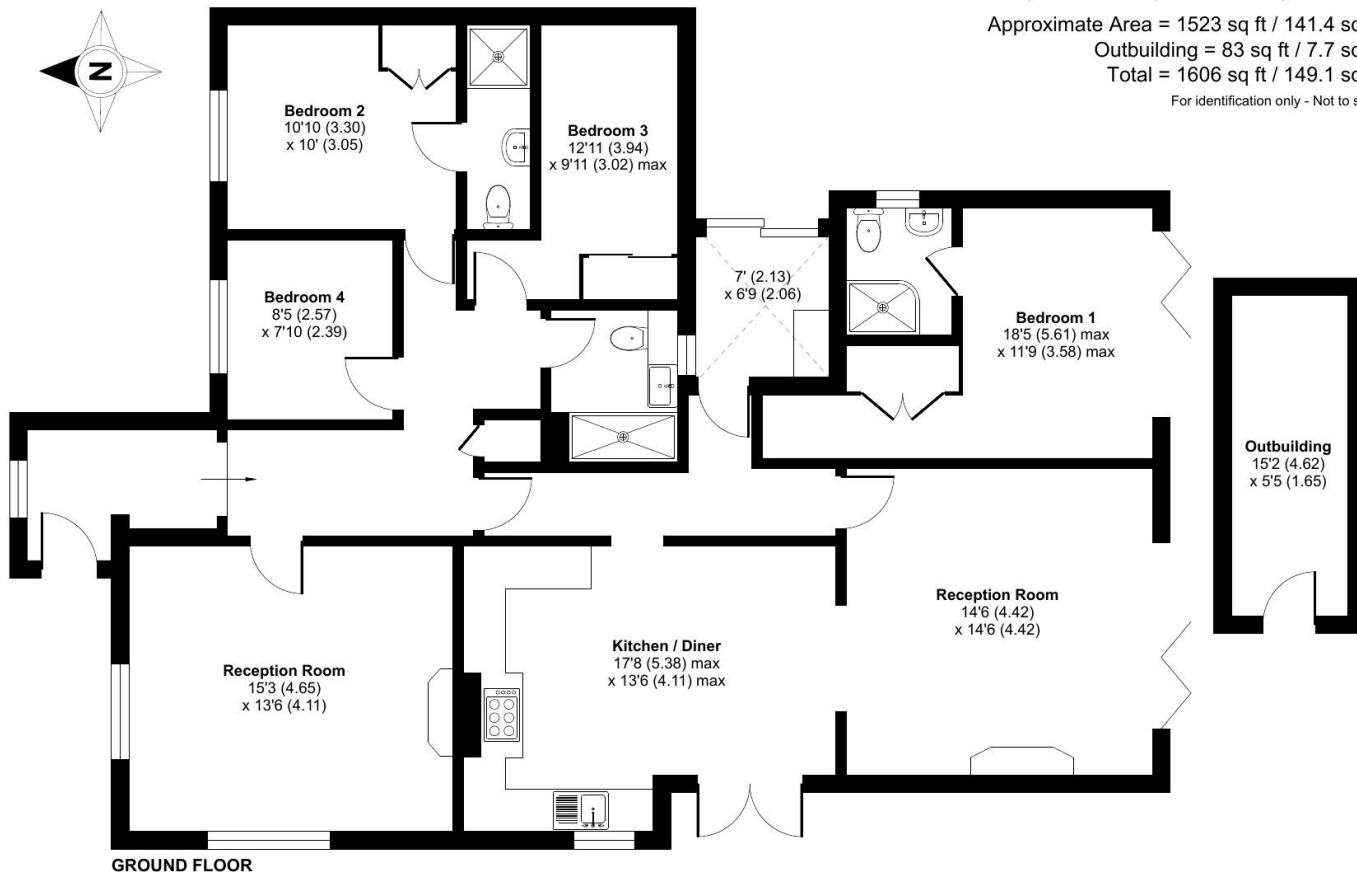 Approximate Area = 1523 sq ft / 141.4 sq
Outbuilding = 83 sq ft / 7.7 sq
Total = 1606 sq ft / 149.1 sq
For identification only - Not to s
N
Bedroom 2
10'10 (3.30)
x 10' (3.05)
Bedroom 3
12'11 (3.94)
x 9'11 (3.02) max
7' (2.13)
x 6'9 (2.06)
Bedroom 4
8'5 (2.57)
x 7'10 (2.39)
Bedroom 1
18'5 (5.61) max
x 11'9 (3.58) max
Outbuilding
15'2 (4.62)
x 5'5 (1.65)
Reception Room
14'6 (4.42)
x 14'6 (4.42)
Kitchen / Diner
17'8 (5.38) max
x 13'6 (4.11) max
Reception Room
15'3 (4.65)
x 13'6 (4.11)
GROUND FLOOR